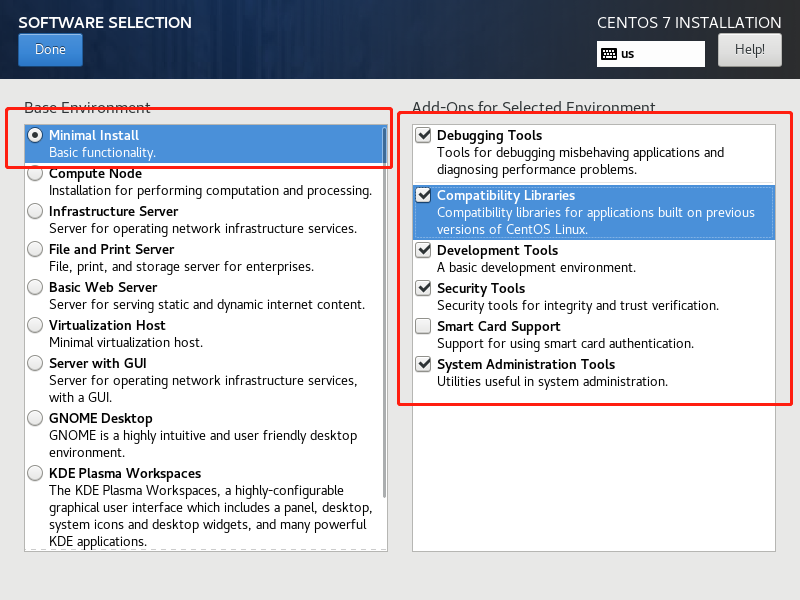 SOFTWARE SELECTION
Done
CENTOS 7 INSTALLATION
us
Help!
Base Environment
Minimal Install
Basic functionality.
Compute Node
Installation for performing computation and processing.
Infrastructure Server
Server for operating network infrastructure services.
File and Print Server
File, print, and storage server for enterprises.
Basic Web Server
Server for serving static and dynamic internet content.
Virtualization Host
Minimal virtualization host.
Server with GUI
Server for operating network infrastructure services,
with a GUI.
GNOME Desktop
GNOME is a highly intuitive and user friendly desktop
environment.
KDE Plasma Workspaces
The KDE Plasma Workspaces, a highly-configurable
graphical user interface which includes a panel, desktop,
system icons and desktop widgets, and many powerful
KDE applications.
Add-Ons for Selected Environment
Debugging Tools
Tools for debugging misbehaving applications and
diagnosing performance problems.
Compatibility Libraries
Compatibility libraries for applications built on previous
versions of CentOS Linux.
Development Tools
A basic development environment.
Security Tools
Security tools for integrity and trust verification.
Smart Card Support
Support for using smart card authentication.
System Administration Tools
Utilities useful in system administration.